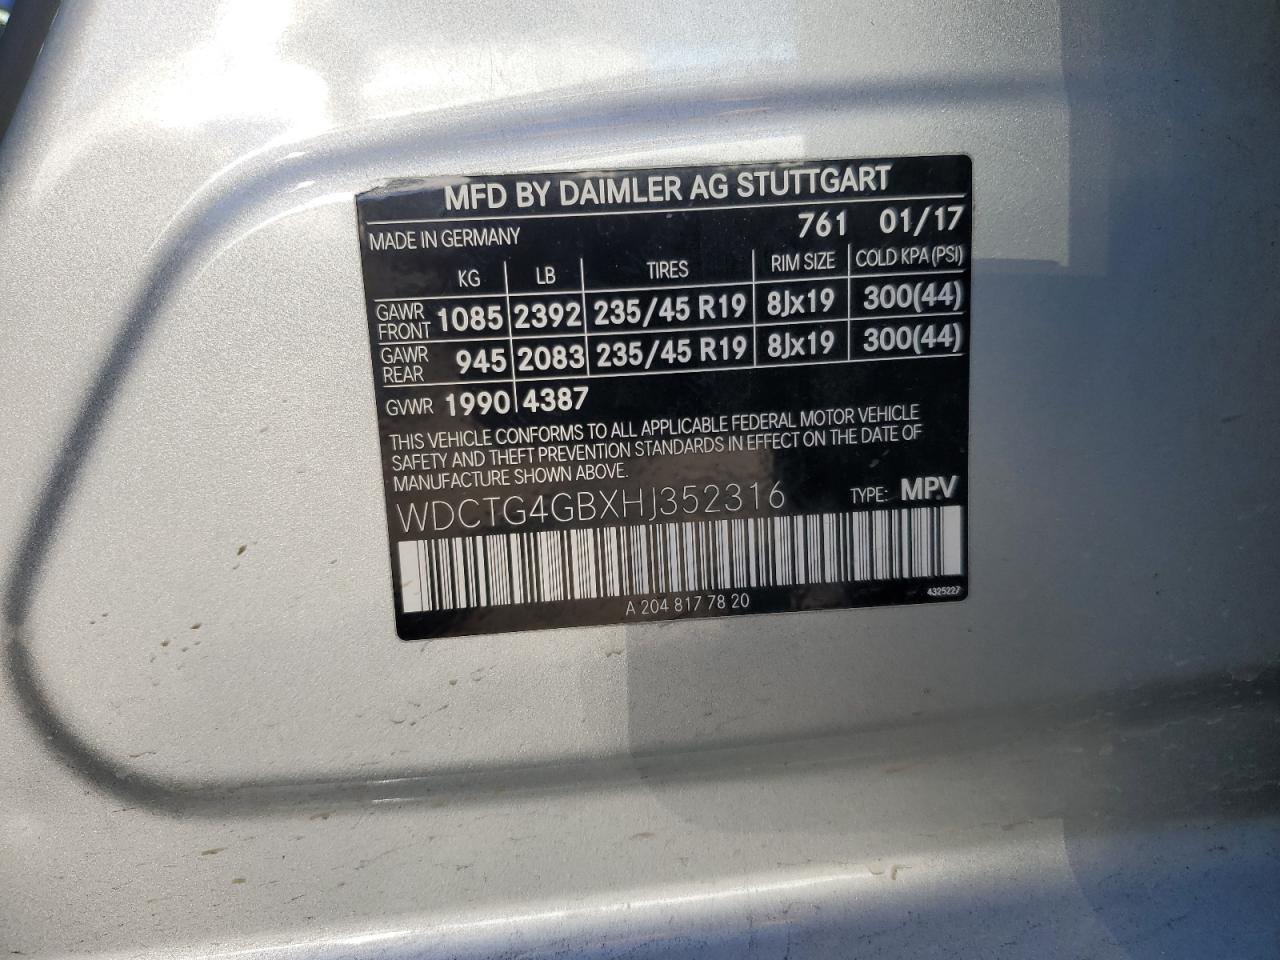 MFD BY DAIMLER AG STUTTGART
761 01/17
MADE IN GERMANY
KG LB TIRES RIM SIZE COLD KPA (PSI)
GAWR FRONT 1085 2392 235/45 R19 8Jx19 300(44)
GAWR REAR 945 2083 235/45 R19 8Jx19 300(44)
GVWR 1990 4387
THIS VEHICLE CONFORMS TO ALL APPLICABLE FEDERAL MOTOR VEHICLE
SAFETY AND THEFT PREVENTION STANDARDS IN EFFECT ON THE DATE OF
MANUFACTURE SHOWN ABOVE.
WDCTG4GBXHJ352316 TYPE: MPV
A 204 817 78 20
4325227